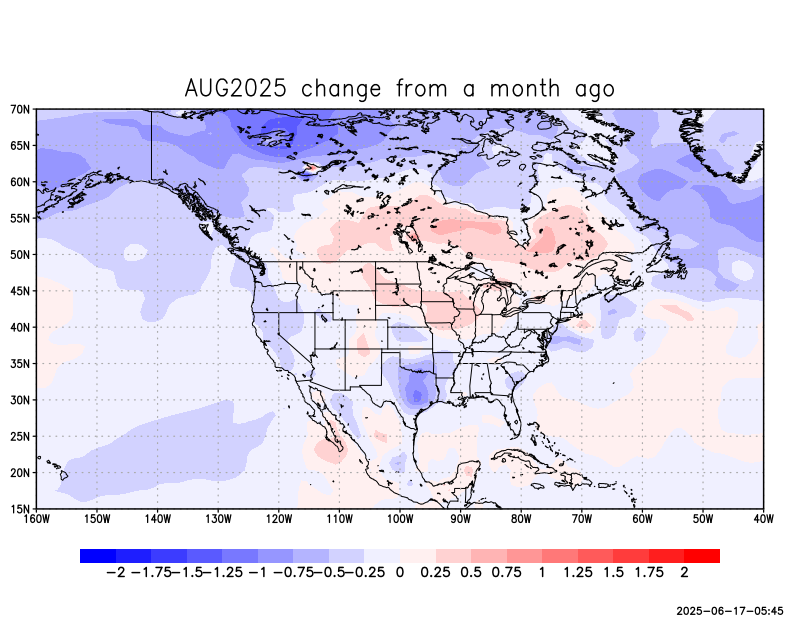 AUG2025 change from a month ago
70N
65N
60N
55N
50N
45N
40N
35N
30N
25N
20N
15N
160W 150W 140W 130W 120W 110W 100W 90W 80W 70W 60W 50W 40W
-2 -1.75 -1.5 -1.25 -1 -0.75 -0.5 -0.25 0 0.25 0.5 0.75 1 1.25 1.5 1.75 2
2025-06-17-05:45